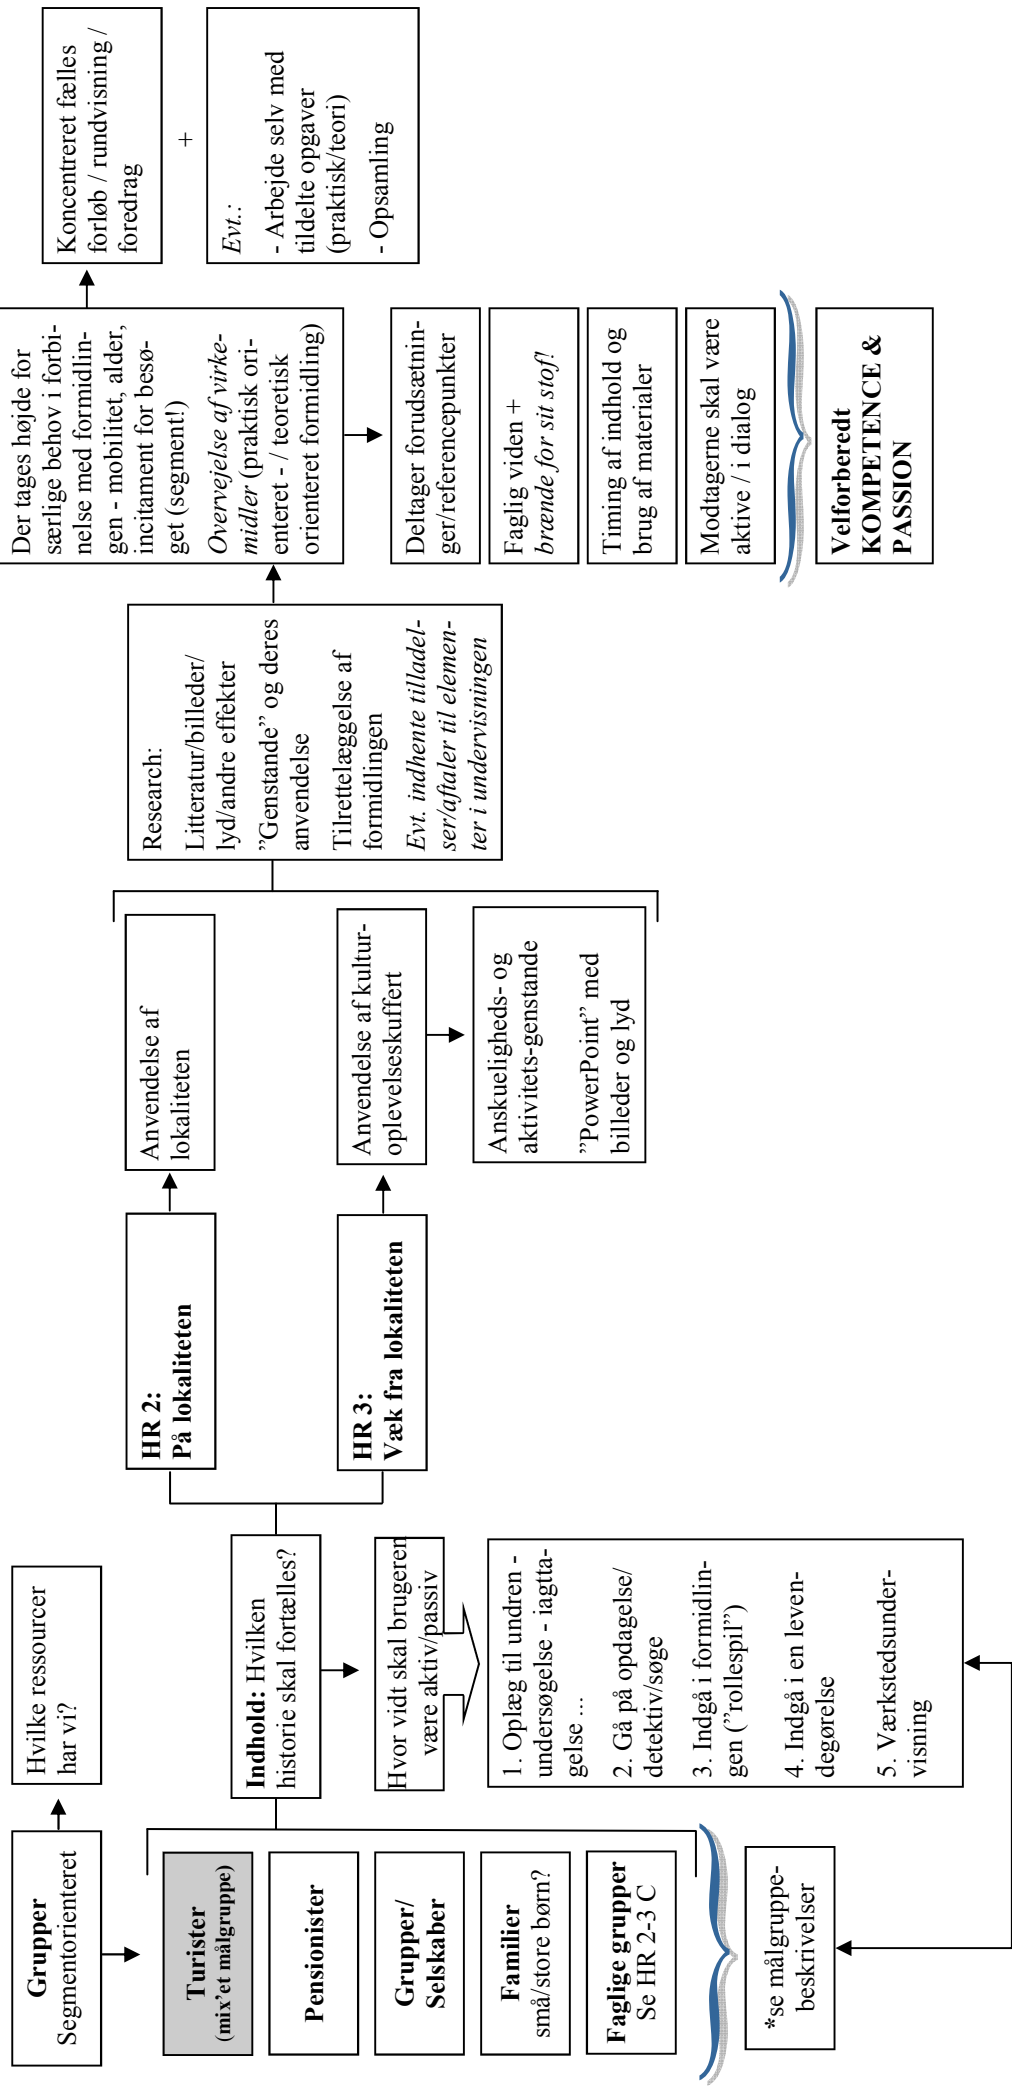 Grupper
Segmentorienteret
Hvilke ressourcer
har vi?
Turister
(mix’et målgruppe)
Pensionister
Grupper/
Selskaber
Familier
små/store børn?
Faglige grupper
Se HR 2-3 C
*se målgruppe-
beskrivelser
Indhold: Hvilken
historie skal fortælles?
Hvor vidt skal brugeren
være aktiv/passiv
1. Oplæg til undren -
undersøgelse - iagtta-
gelse ...
2. Gå på opdagelse/
detektiv/søge
3. Indgå i formidlin-
gen (”rollespil”)
4. Indgå i en leven-
degørelse
5. Værkstedsunder-
visning
HR 2:
På lokaliteten
HR 3:
Væk fra lokaliteten
Anvendelse af
lokaliteten
Anvendelse af kultur-
oplevelseskuffert
Anskueligheds- og
aktivitets-genstande
”PowerPoint” med
billeder og lyd
Research:
Litteratur/billeder/
lyd/andre effekter
”Genstande” og deres
anvendelse
Tilrettelæggelse af
formidlingen
Evt. indhente tilladel-
ser/aftaler til elemen-
ter i undervisningen
Der tages højde for
særlige behov i forbi-
nelse med formidlin-
gen - mobilitet, alder,
incitament for besø-
get (segment!)
Overvejelse af virke-
midler (praktisk ori-
enteret - / teoretisk
orienteret formidling)
Deltager forudsætnin-
ger/referencepunkter
Faglig viden +
brænde for sit stof!
Timing af indhold og
brug af materialer
Modtagerne skal være
aktive / i dialog
Velforberedt
KOMPETENCE &
PASSION
Koncentreret fælles
forløb / rundvisning /
foredrag
+
Evt.:
- Arbejde selv med
tildelte opgaver
(praktisk/teori)
- Opsamling